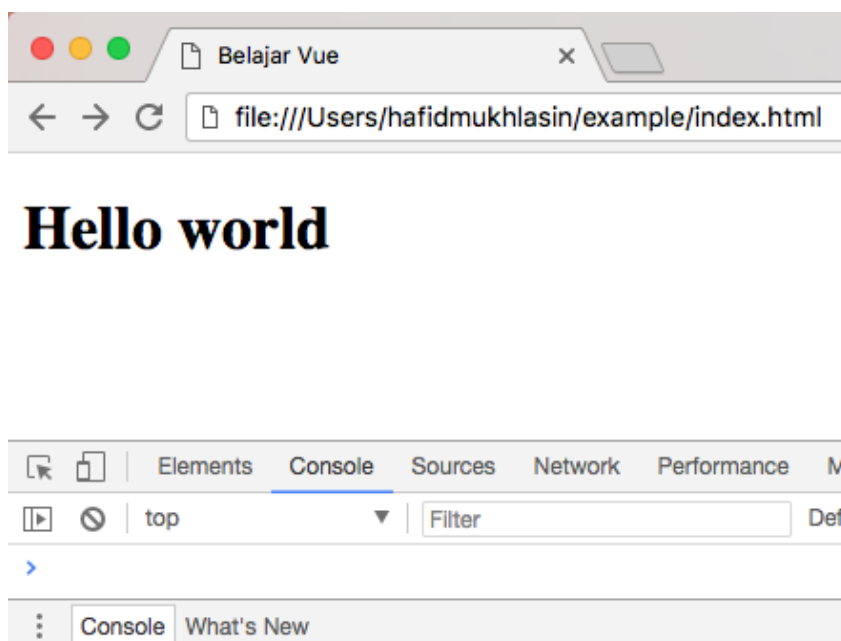 Belajar Vue
file:///Users/hafidmukhlasin/example/index.html
Hello world
Elements Console Sources Network Performance M
top Filter Def
Console What's New